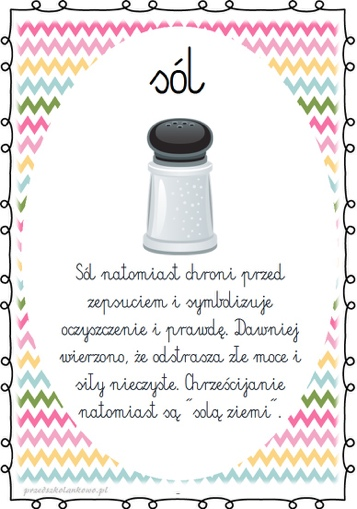 sól
Sól natomiast chroni przed
zepsuciem i symbolizuje
oczyszczenie i prawdę. Dawniej
wierzono, że odstrasza złe moce i
siły nieczyste. Chrześcijanie
natomiast są "solą ziemi".
przedszkolankowo.pl